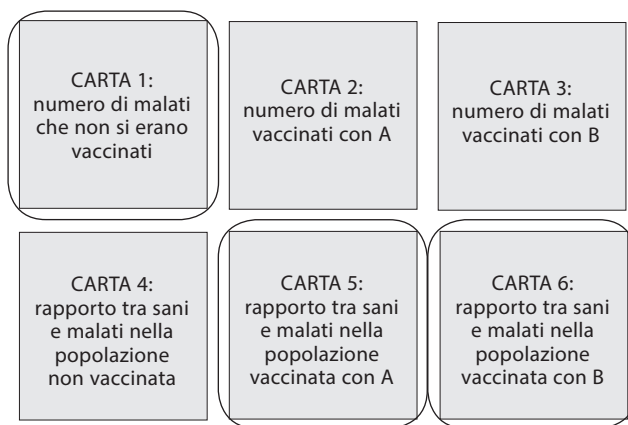 CARTA 1:
numero di malati
che non si erano
vaccinati
CARTA 2:
numero di malati
vaccinati con A
CARTA 3:
numero di malati
vaccinati con B
CARTA 4:
rapporto tra sani
e malati nella
popolazione
non vaccinata
CARTA 5:
rapporto tra sani
e malati nella
popolazione
vaccinata con A
CARTA 6:
rapporto tra sani
e malati nella
popolazione
vaccinata con B